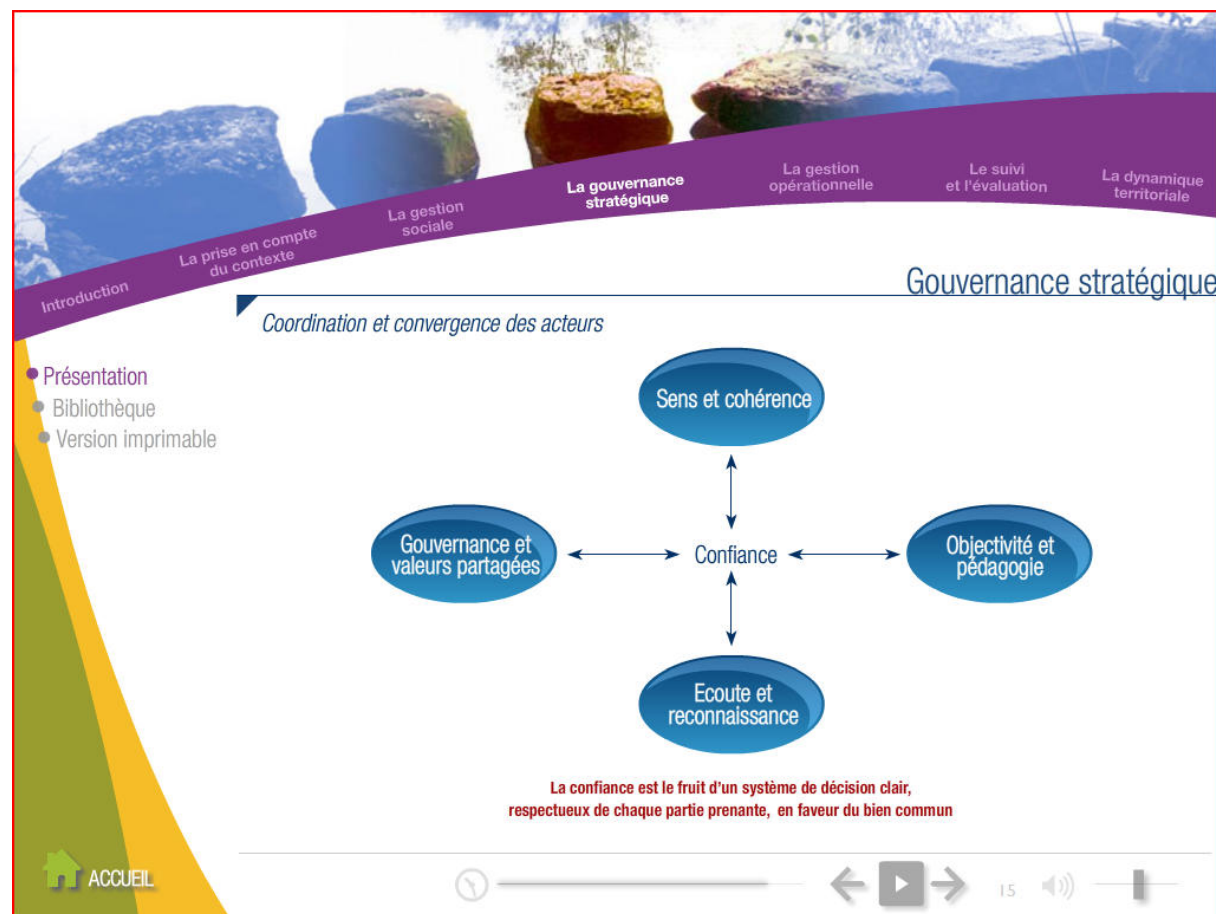 Introduction
La prise en compte
du contexte
La gestion
sociale
La gouvernance
stratégique
La gestion
opérationnelle
Le suivi
et l'évaluation
La dynamique
territoriale
Gouvernance stratégique
Coordination et convergence des acteurs
Présentation
Bibliothèque
Version imprimable
Sens et cohérence
Gouvernance et
valeurs partagées
Confiance
Objectivité et
pédagogie
Ecoute et
reconnaissance
La confiance est le fruit d'un système de décision clair,
respectueux de chaque partie prenante, en faveur du bien commun
ACCUEIL
15